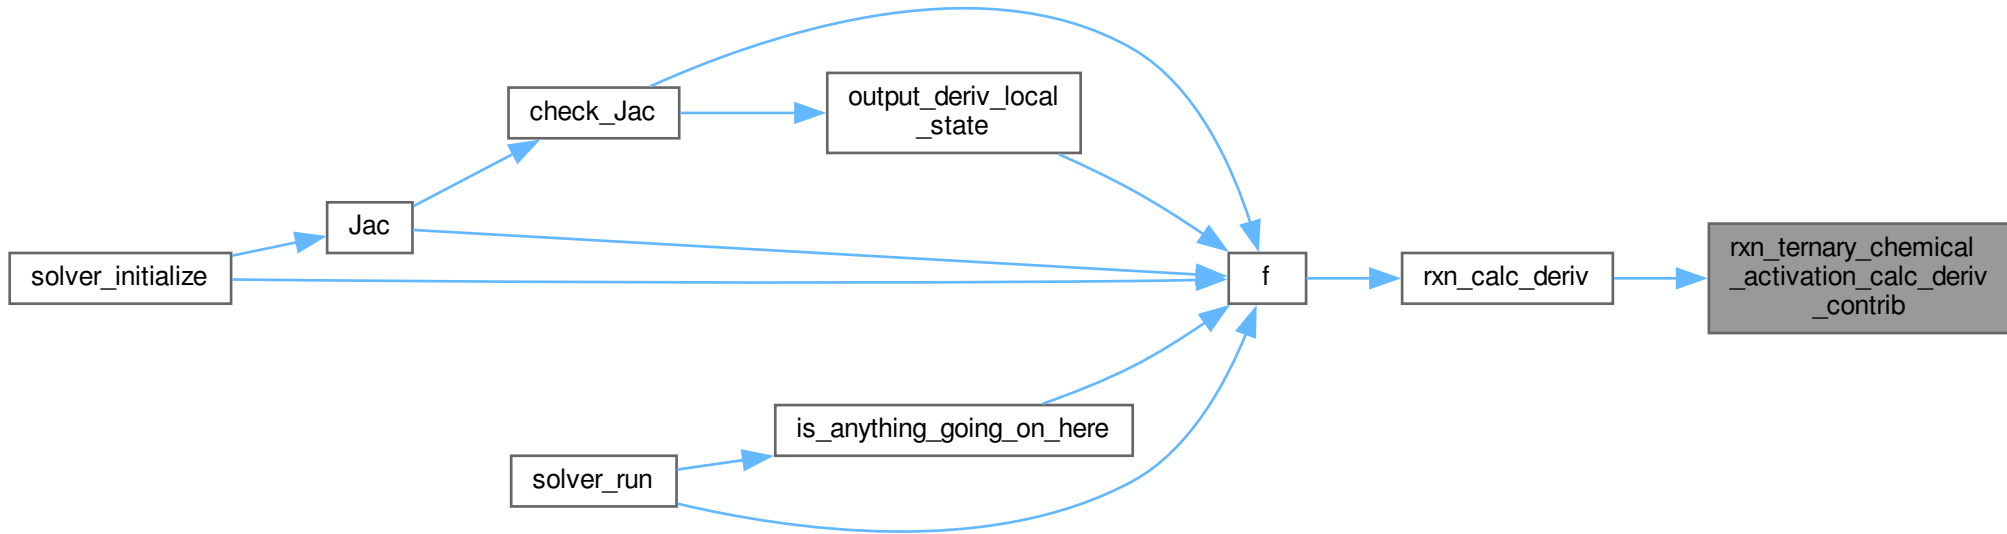 check_Jac
output_deriv_local
_state
Jac
solver_initialize
f
rxn_calc_deriv
rxn_ternary_chemical
_activation_calc_deriv
_contrib
is_anything_going_on_here
solver_run